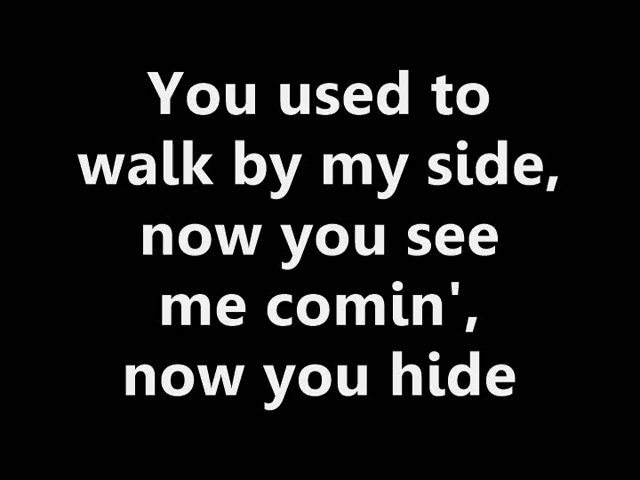 You used to
walk by my side,
now you see
me comin',
now you hide